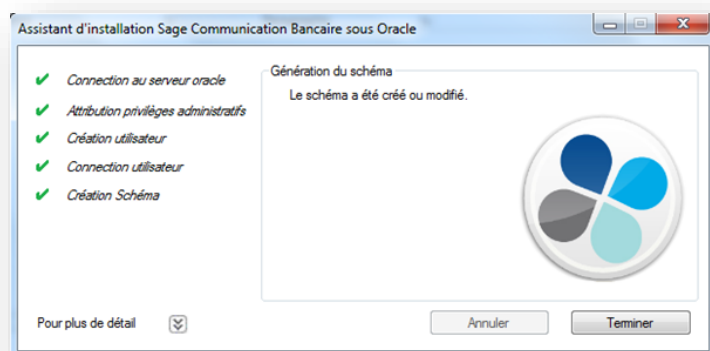 Assistant d'installation Sage Communication Bancaire sous Oracle
Connection au serveur oracle
Attribution privilèges administratifs
Création utilisateur
Connection utilisateur
Création Schéma
Génération du schéma
Le schéma a été créé ou modifié.
Pour plus de détail
Annuler
Terminer